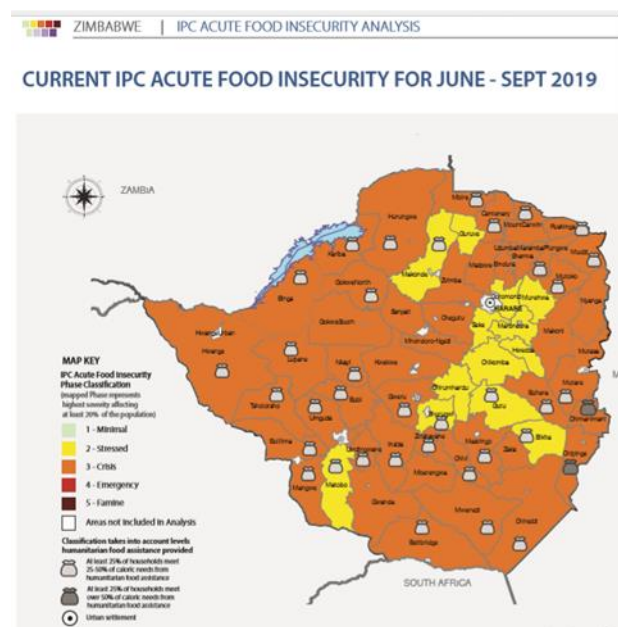 ZIMBABWE | IPC ACUTE FOOD INSECURITY ANALYSIS
CURRENT IPC ACUTE FOOD INSECURITY FOR JUNE - SEPT 2019
ZAMBIA
Mbire
Centenary
Hurungwe
Guruve
Rushinga
Kariba
Mudzi
Makonde
Zvimba
Mazowe
Bindura
Mutoko
Gokwe North
Binga
Sanyati
Chegutu
HARARE
Murehwa
Nyanga
Seke
Marondera
Makoni
Gokwe South
Mhondoro-Ngezi
Hwange Urban
Hwange
Lupane
Nkayi
Kwekwe
Chikomba
Hwedza
Mutasa
Tsholotsho
Bubi
Umguza
Gweru
Chirumhanzu
Gutu
Buhera
Mutare
Chimanimani
Bulilima
Insiza
Zvishavane
Masvingo
Bikita
Zaka
Chivi
Chipinge
Mangwe
Matobo
Mberengwa
Gwanda
Mwenezi
Chiredzi
Beitbridge
SOUTH AFRICA
MAP KEY
IPC Acute Food Insecurity
Phase Classification
(mapped Phase represents
highest severity affecting
at least 20% of the population)
1 - Minimal
2 - Stressed
3 - Crisis
4 - Emergency
5 - Famine
Areas not Included in Analysis
Classification takes into account levels
humanitarian food assistance provided
At least 25% of households meet
25-50% of caloric needs from
humanitarian food assistance
At least 25% of households meet
over 50% of caloric needs from
humanitarian food assistance
Urban settlement